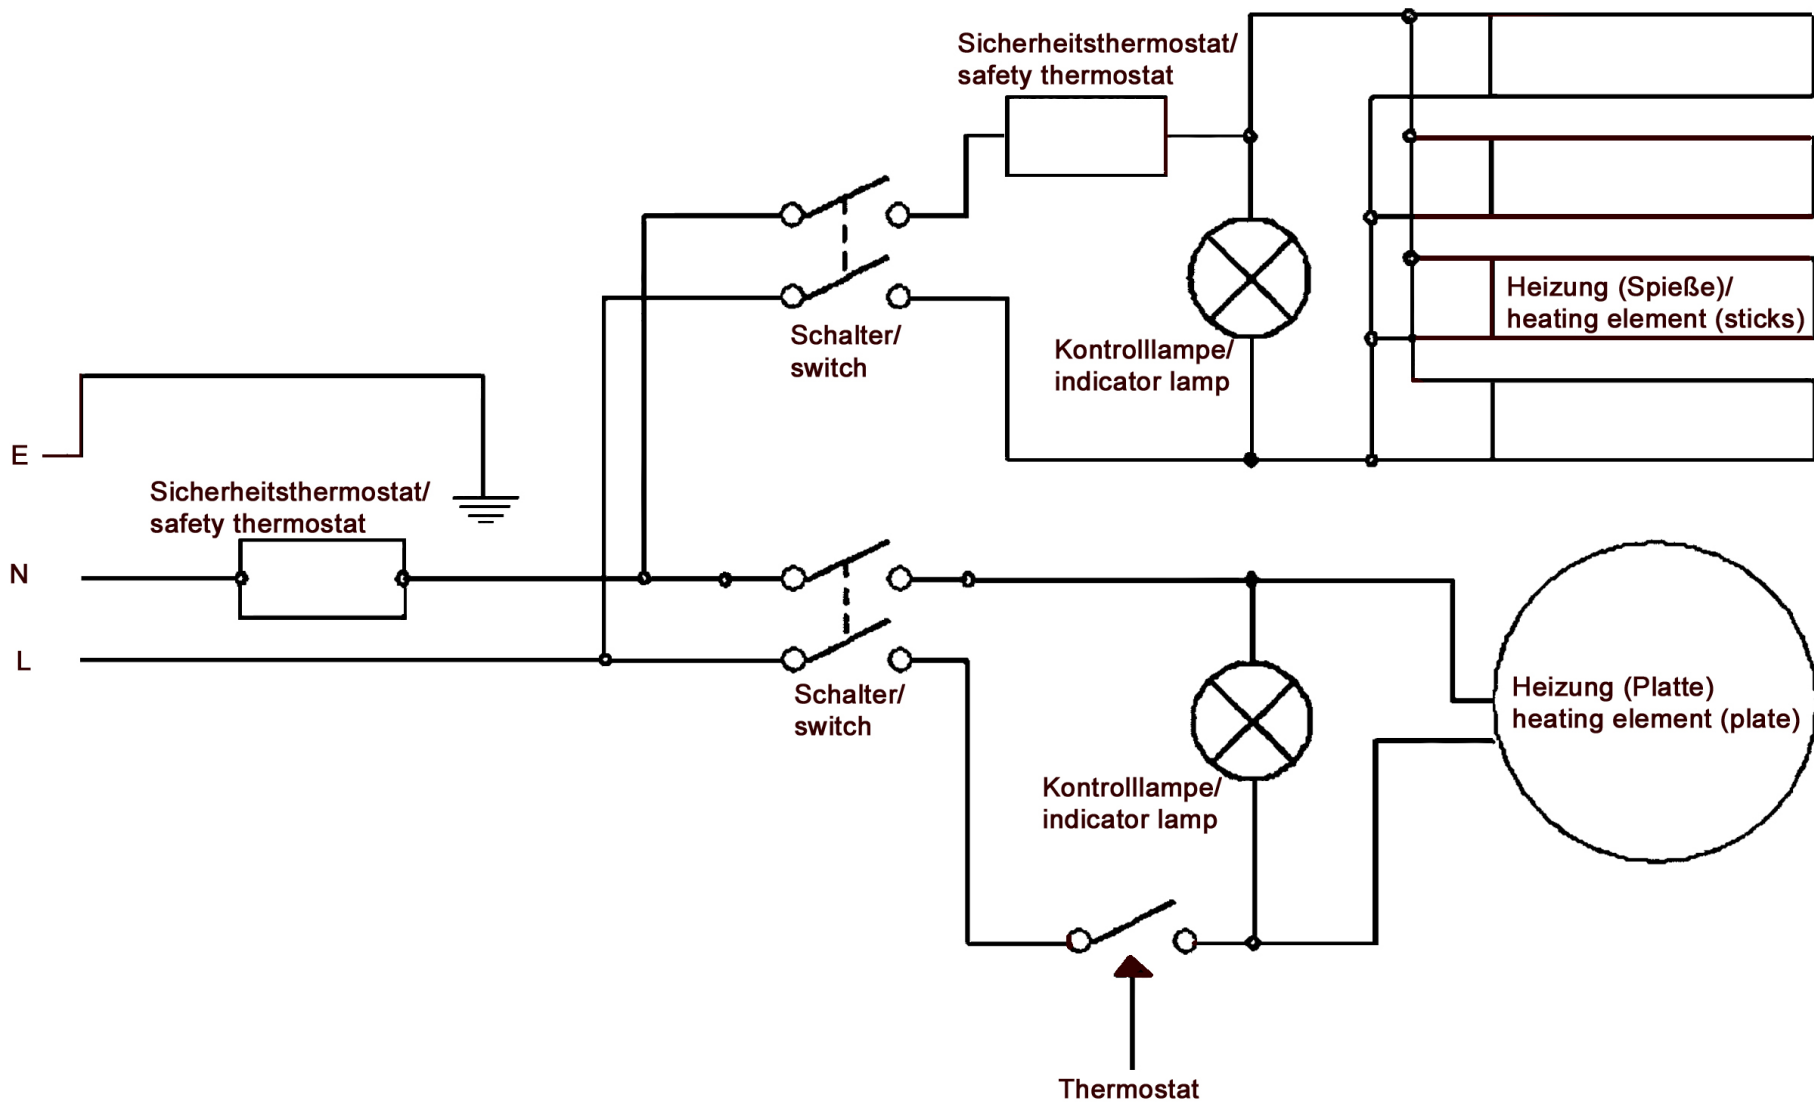 Sicherheitsthermostat/
safety thermostat
Heizung (Spieße)/
heating element (sticks)
Schalter/
switch
Kontrolllampe/
indicator lamp
E
Sicherheitsthermostat/
safety thermostat
N
L
Schalter/
switch
Heizung (Platte)
heating element (plate)
Kontrolllampe/
indicator lamp
Thermostat